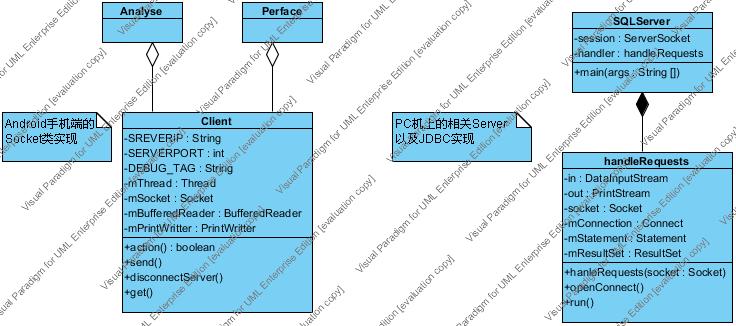 Analyse
Perface
SQLServer
-session : ServerSocket
-handler : handleRequests
+main(args : String [])
Android手机端的
Socket类实现
Client
-SREVERIP : String
-SERVERPORT : int
-DEBUG_TAG : String
-mThread : Thread
-mSocket : Socket
-mBufferedReader : BufferedReader
-mPrintWritter : PrintWritter
+action() : boolean
+send()
+disconnectServer()
+get()
PC机上的相关Server
以及JDBC实现
handleRequests
-in : DataInputStream
-out : PrintStream
-socket : Socket
-mConnection : Connect
-mStatement : Statement
-mResultSet : ResultSet
+hanleRequests(socket : Socket)
+openConnect()
+run()
Visual Paradigm for UML Enterprise Edition [evaluation copy]